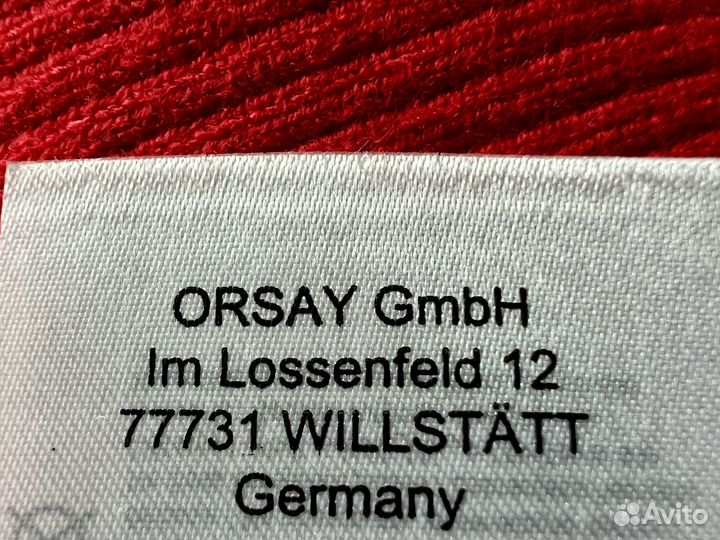 ORSAY GmbH
Im Lossenfeld 12
77731 WILLSTÄTT
Germany
Avito